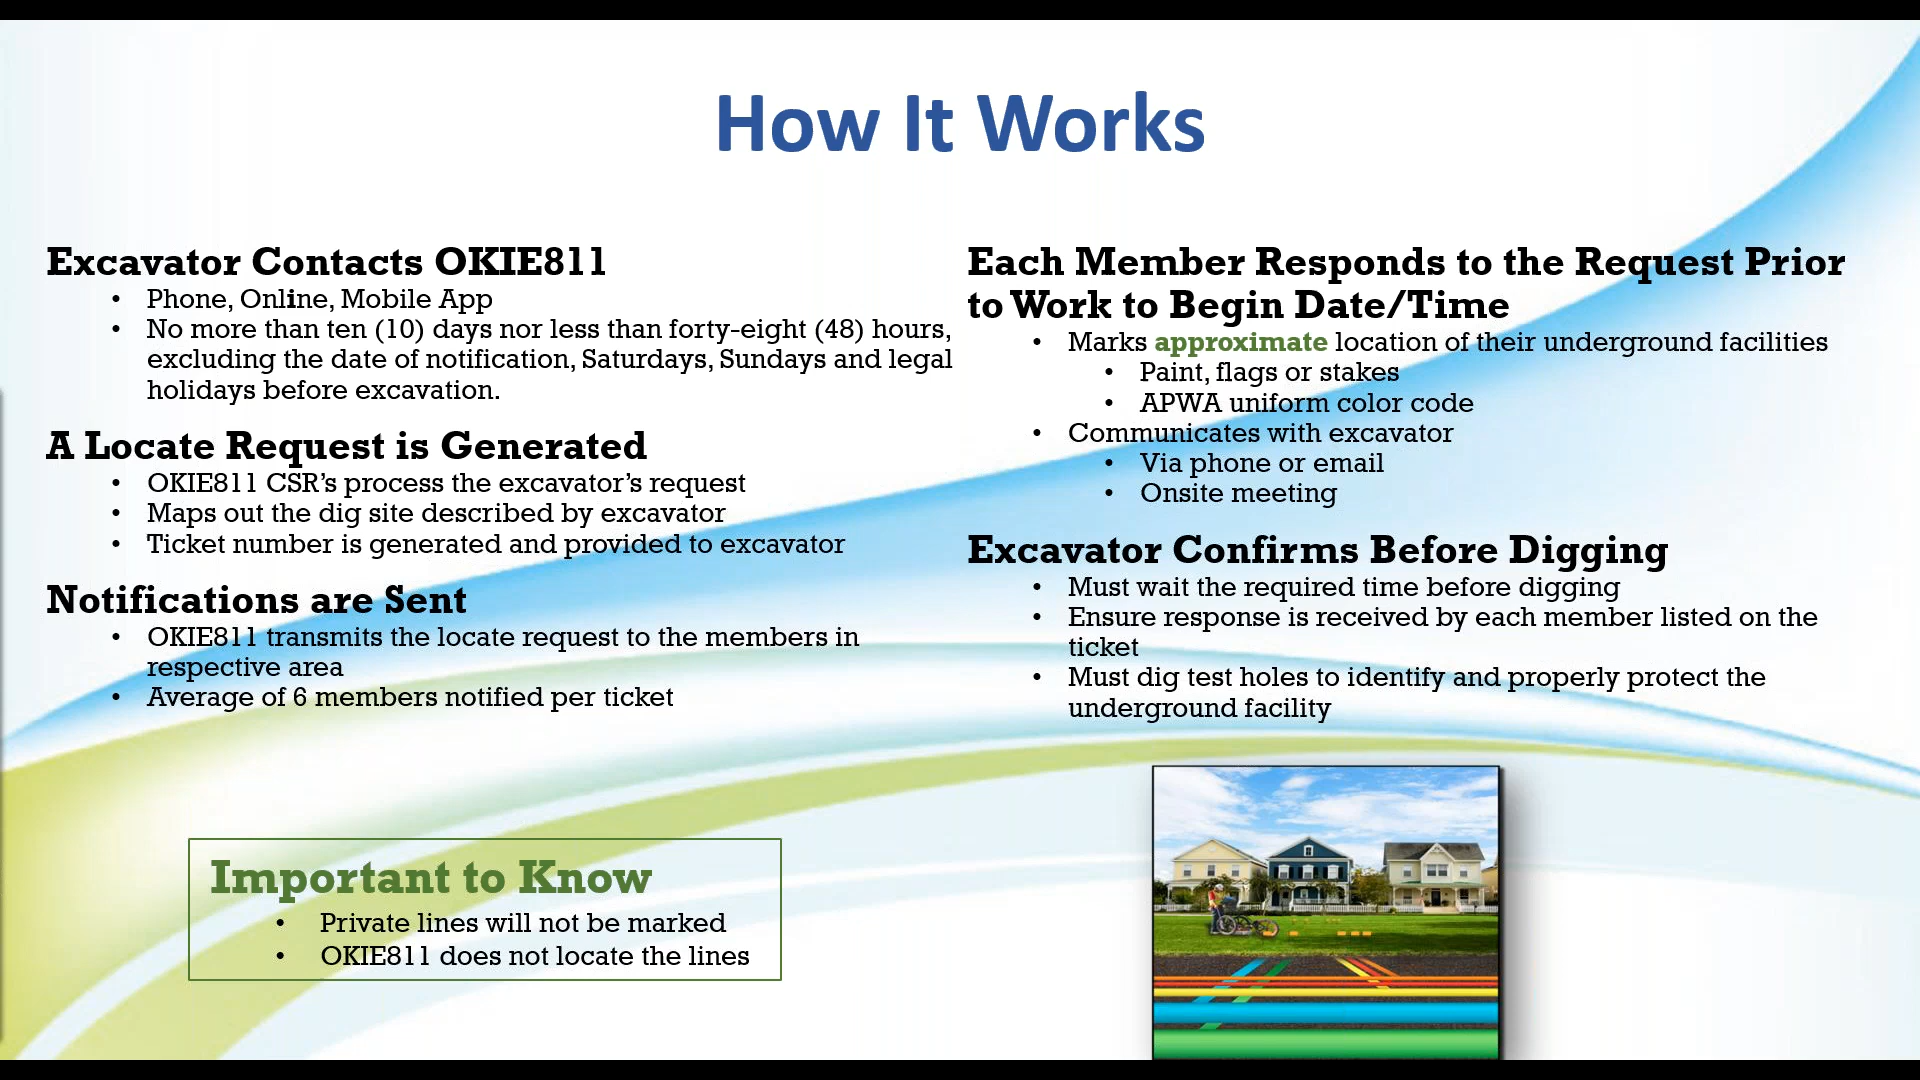 How It Works
Excavator Contacts OKIE811
• Phone, Online, Mobile App
• No more than ten (10) days nor less than forty-eight (48) hours,
excluding the date of notification, Saturdays, Sundays and legal
holidays before excavation.
A Locate Request is Generated
• OKIE811 CSR’s process the excavator’s request
• Maps out the dig site described by excavator
• Ticket number is generated and provided to excavator
Notifications are Sent
• OKIE811 transmits the locate request to the members in
respective area
• Average of 6 members notified per ticket
Important to Know
• Private lines will not be marked
• OKIE811 does not locate the lines
Each Member Responds to the Request Prior
to Work to Begin Date/Time
• Marks approximate location of their underground facilities
• Paint, flags or stakes
• APWA uniform color code
• Communicates with excavator
• Via phone or email
• Onsite meeting
Excavator Confirms Before Digging
• Must wait the required time before digging
• Ensure response is received by each member listed on the
ticket
• Must dig test holes to identify and properly protect the
underground facility